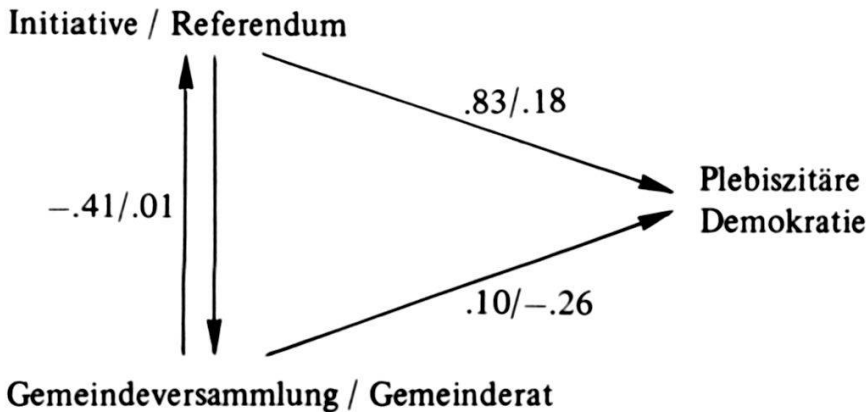 Initiative / Referendum
.83/.18
Plebiszitäre
−.41/.01
Demokratie
.10/−.26
Gemeindeversammlung / Gemeinderat